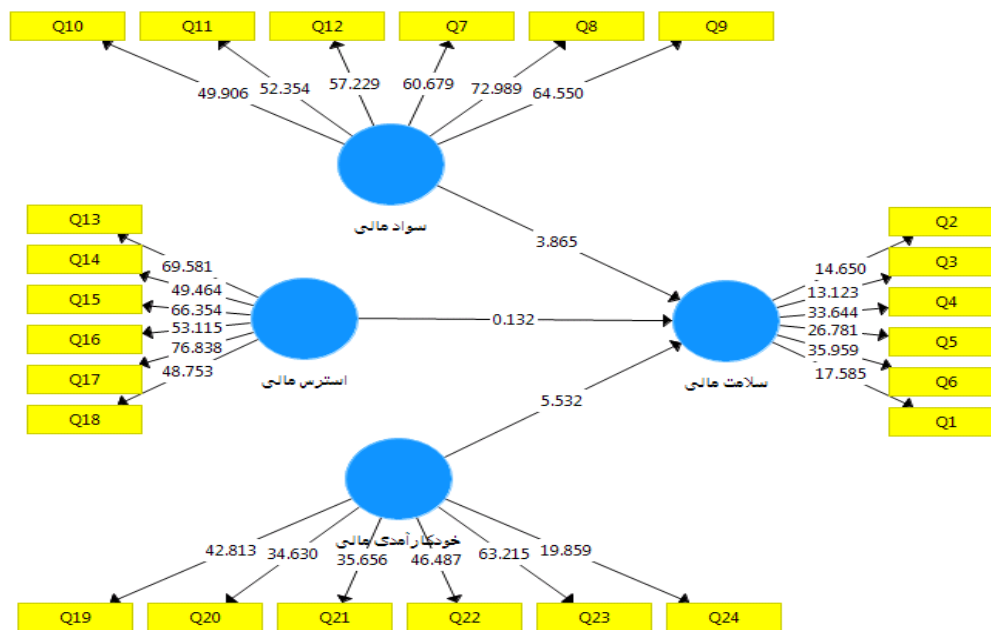 Q10 Q11 Q12 Q7 Q8 Q9
49.906 52.354 57.229 60.679 72.989 64.550
سواد مالی
3.865
Q13
Q14
Q15
Q16
Q17
Q18
69.581
49.464
66.354
53.115
76.838
48.753
استرس مالی
0.132
سلامت مالی
14.650
13.123
33.644
26.781
35.959
17.585
Q2
Q3
Q4
Q5
Q6
Q1
5.532
خودکارآمدی مالی
42.813 34.630 35.656 46.487 63.215 19.859
Q19 Q20 Q21 Q22 Q23 Q24